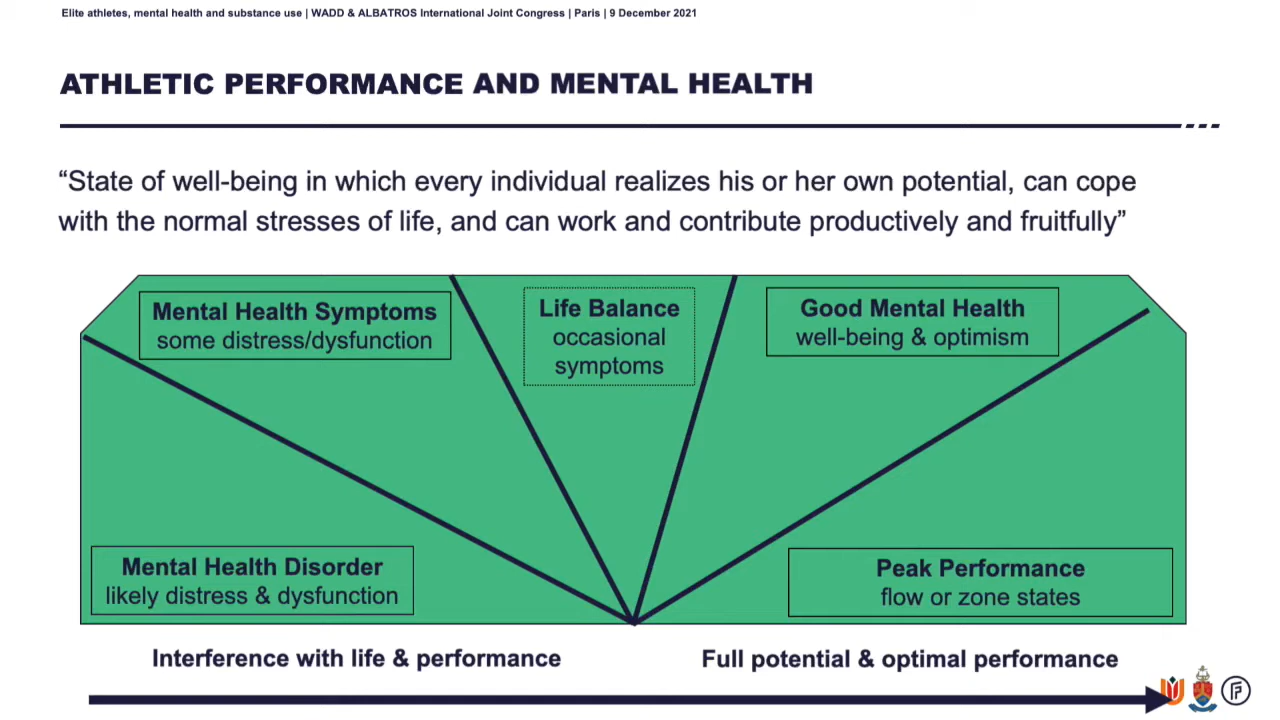 Elite athletes, mental health and substance use | WADD & ALBATROS International Joint Congress | Paris | 9 December 2021
ATHLETIC PERFORMANCE AND MENTAL HEALTH
“State of well-being in which every individual realizes his or her own potential, can cope
with the normal stresses of life, and can work and contribute productively and fruitfully”
Mental Health Symptoms
some distress/dysfunction
Life Balance
occasional
symptoms
Good Mental Health
well-being & optimism
Mental Health Disorder
likely distress & dysfunction
Peak Performance
flow or zone states
Interference with life & performance
Full potential & optimal performance